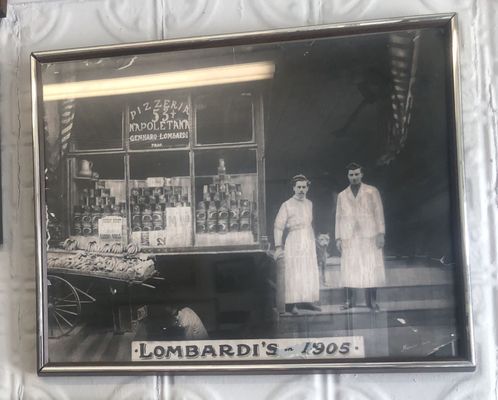 PIZZERIA
53½
NAPOLETANA
GENNARO LOMBARDI
LOMBARDI'S - 1905 -